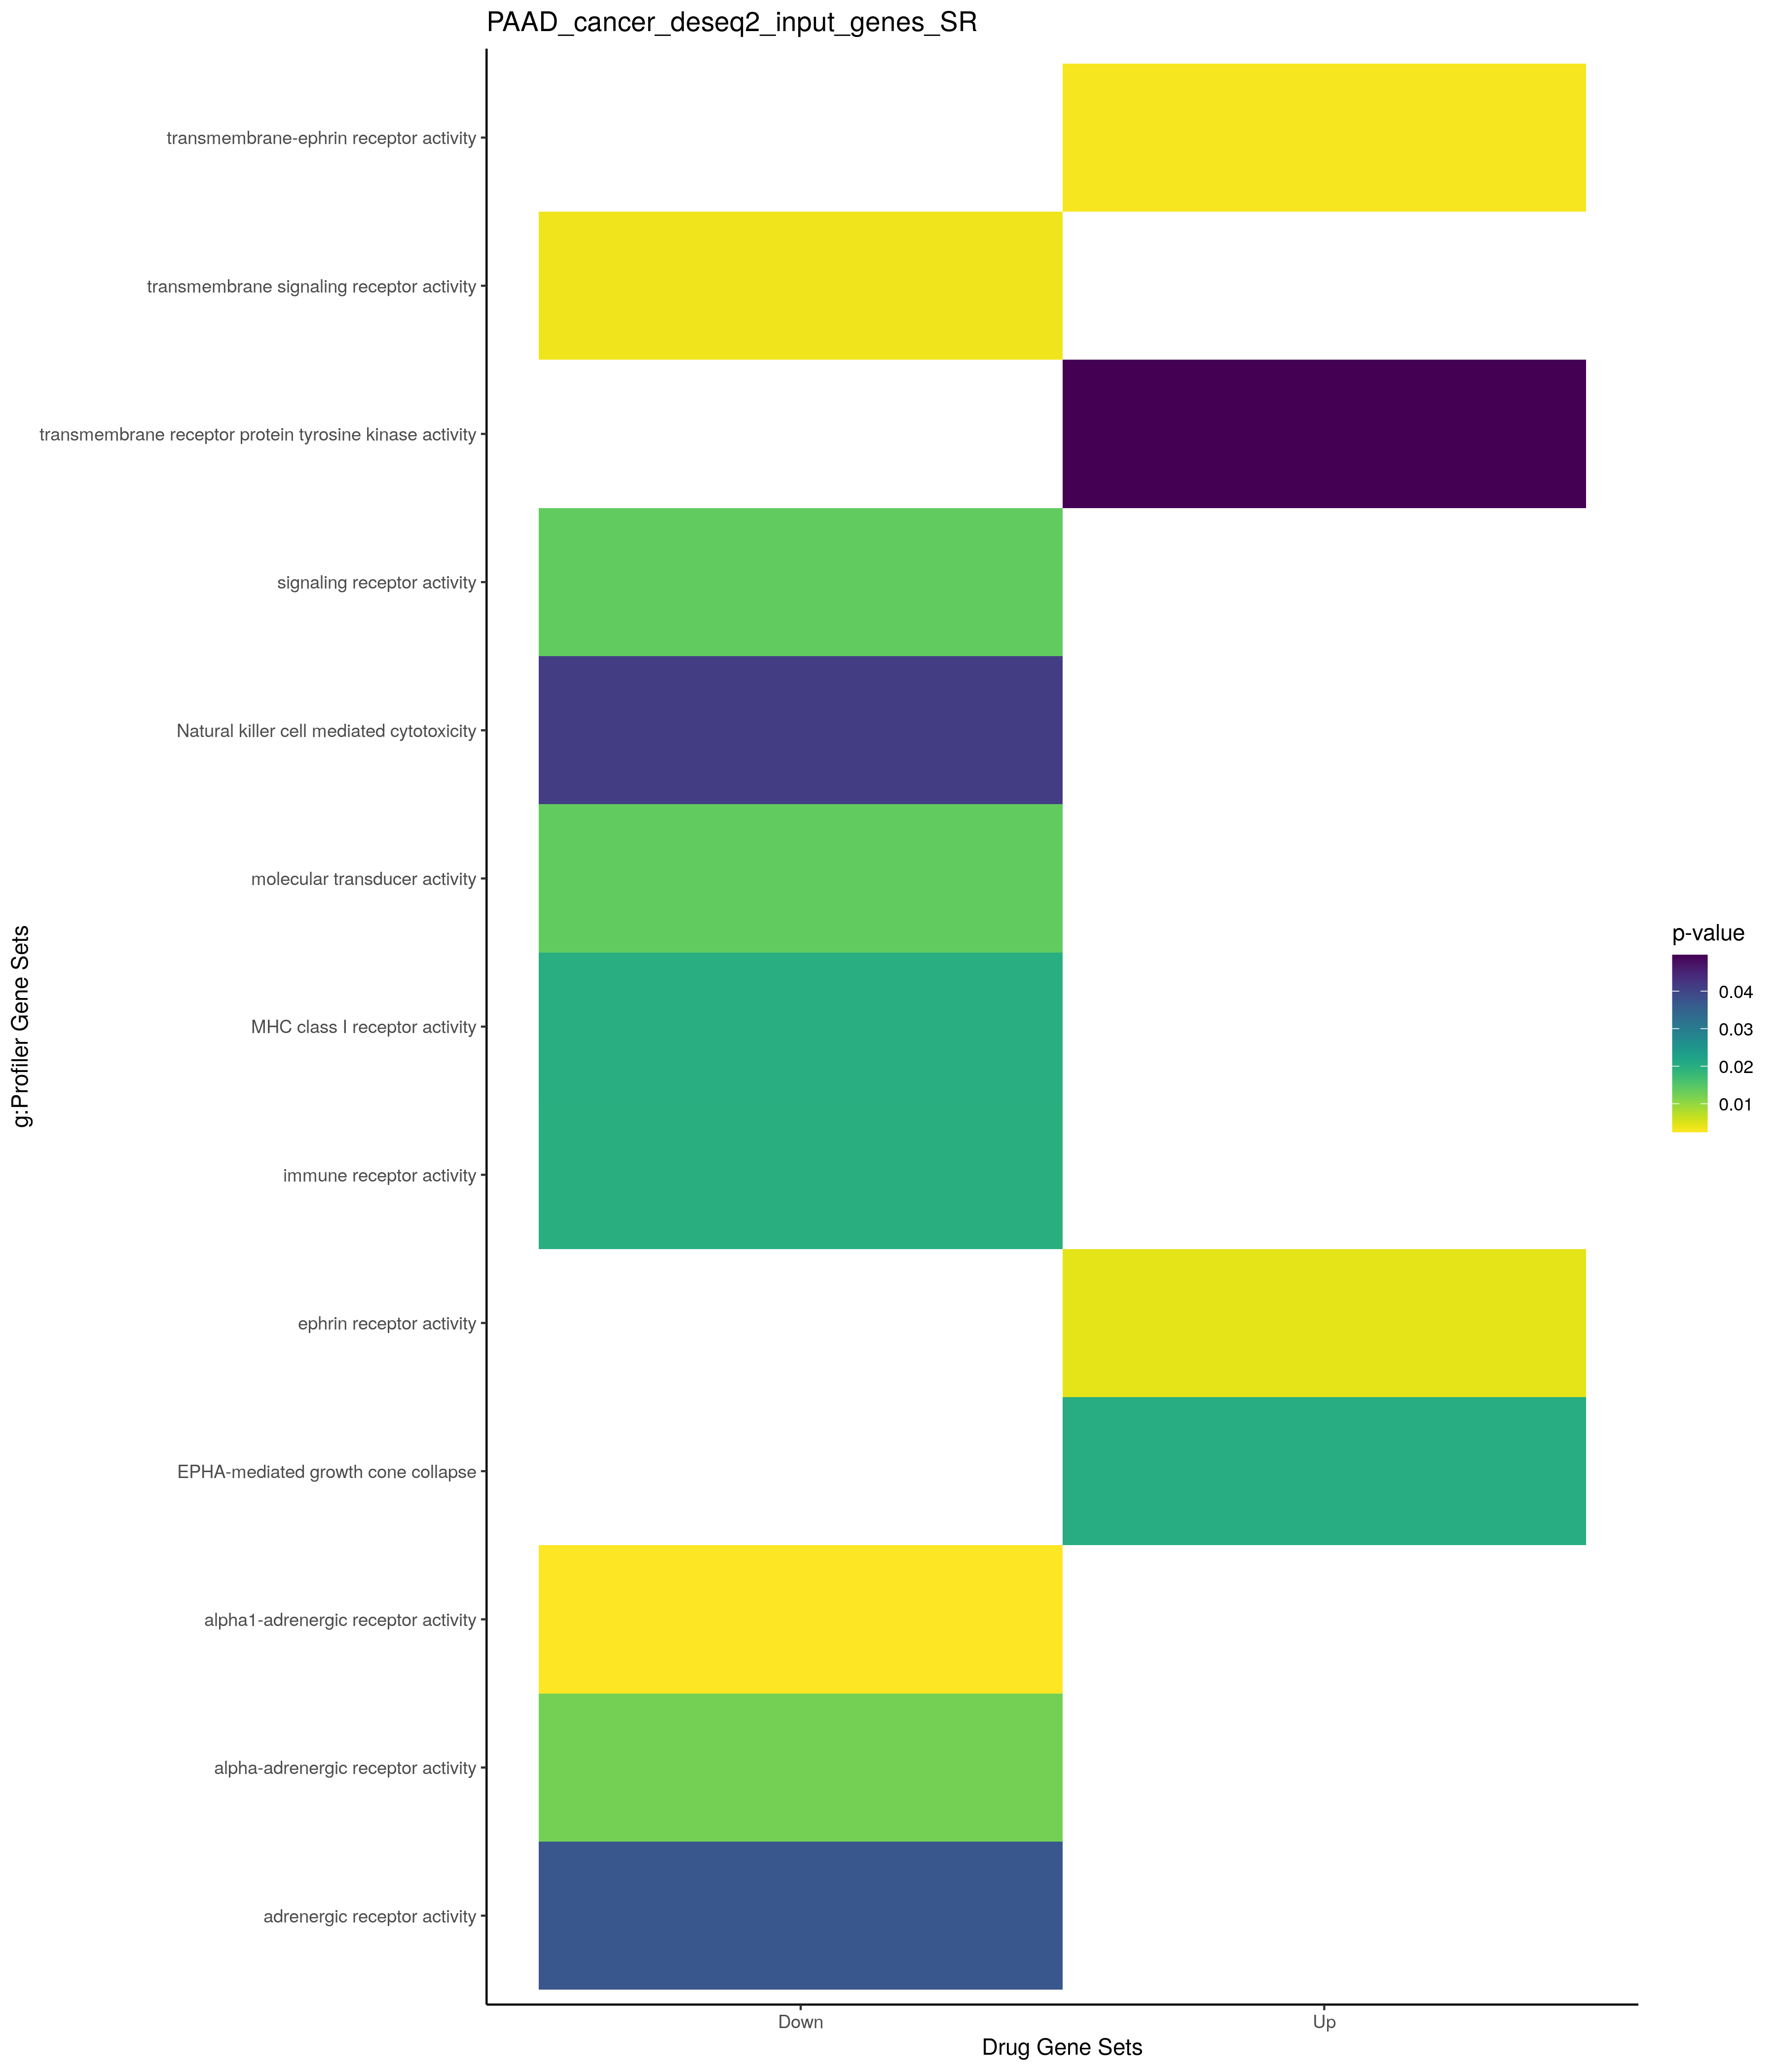 PAAD_cancer_deseq2_input_genes_SR
transmembrane-ephrin receptor activity
transmembrane signaling receptor activity
transmembrane receptor protein tyrosine kinase activity
signaling receptor activity
Natural killer cell mediated cytotoxicity
molecular transducer activity
MHC class I receptor activity
immune receptor activity
ephrin receptor activity
EPHA-mediated growth cone collapse
alpha1-adrenergic receptor activity
alpha-adrenergic receptor activity
adrenergic receptor activity
g:Profiler Gene Sets
Down
Up
Drug Gene Sets
p-value
0.04
0.03
0.02
0.01